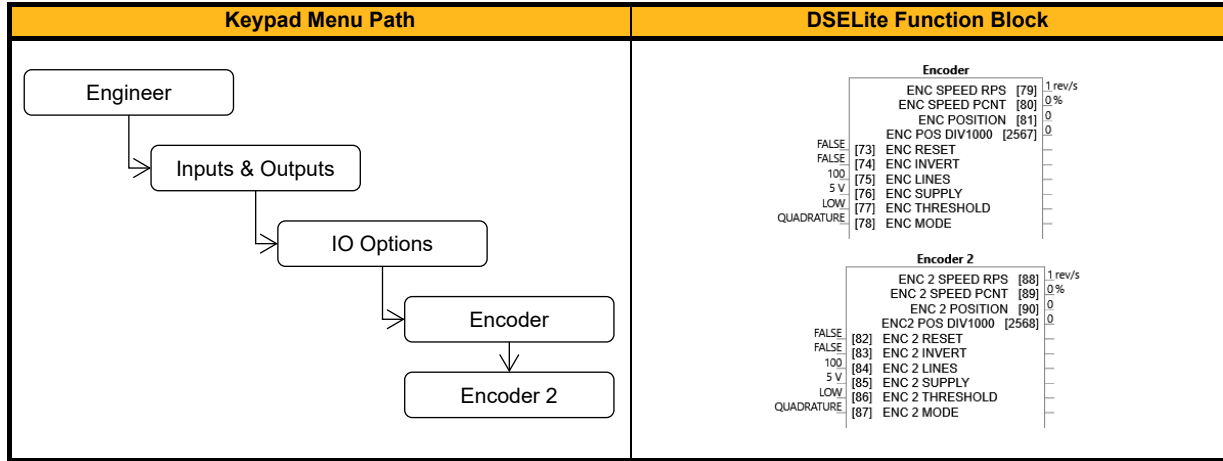 Keypad Menu Path
DSELite Function Block
Engineer
Inputs & Outputs
IO Options
Encoder
Encoder 2
Encoder
ENC SPEED RPS [79] 1 rev/s
ENC SPEED PCNT [80] 0 %
ENC POSITION [81] 0
ENC POS DIV1000 [2567] 0
FALSE [73] ENC RESET
FALSE [74] ENC INVERT
100 [75] ENC LINES
5 V [76] ENC SUPPLY
LOW [77] ENC THRESHOLD
QUADRATURE [78] ENC MODE
Encoder 2
ENC 2 SPEED RPS [88] 1 rev/s
ENC 2 SPEED PCNT [89] 0 %
ENC 2 POSITION [90] 0
ENC2 POS DIV1000 [2568] 0
FALSE [82] ENC 2 RESET
FALSE [83] ENC 2 INVERT
100 [84] ENC 2 LINES
5 V [85] ENC 2 SUPPLY
LOW [86] ENC 2 THRESHOLD
QUADRATURE [87] ENC 2 MODE